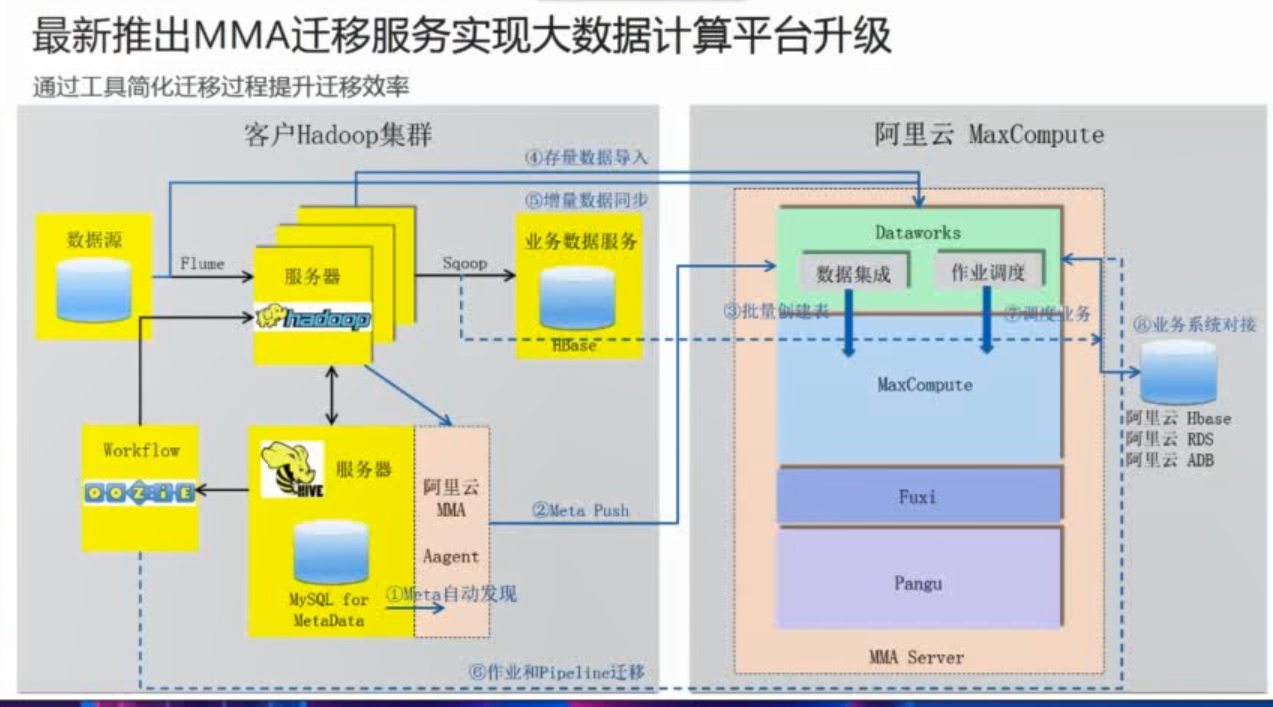 最新推出MMA迁移服务实现大数据计算平台升级
通过工具简化迁移过程提升迁移效率
客户Hadoop集群
④存量数据导入
⑤增量数据同步
数据源
Flume
服务器
hadoop
Sqoop
业务数据服务
HBase
Workflow
OOZIE
HIVE
服务器
MySQL for
MetaData
阿里云
MMA
Aagent
①Meta自动发现
②Meta Push
⑥作业和Pipeline迁移
阿里云 MaxCompute
Dataworks
数据集成
作业调度
③批量创建表
⑦调度业务
MaxCompute
Fuxi
Pangu
MMA Server
⑧业务系统对接
阿里云 Hbase
阿里云 RDS
阿里云 ADB